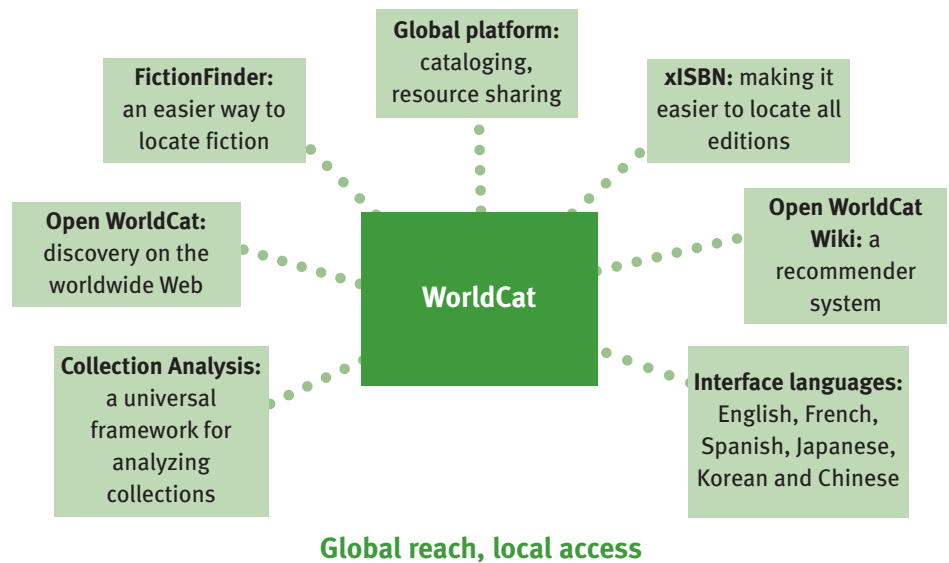 Global platform:
cataloging,
resource sharing
FictionFinder:
an easier way to
locate fiction
xISBN: making it
easier to locate all
editions
Open WorldCat:
discovery on the
worldwide Web
WorldCat
Open WorldCat
Wiki: a
recommender
system
Collection Analysis:
a universal
framework for
analyzing
collections
Interface languages:
English, French,
Spanish, Japanese,
Korean and Chinese
Global reach, local access